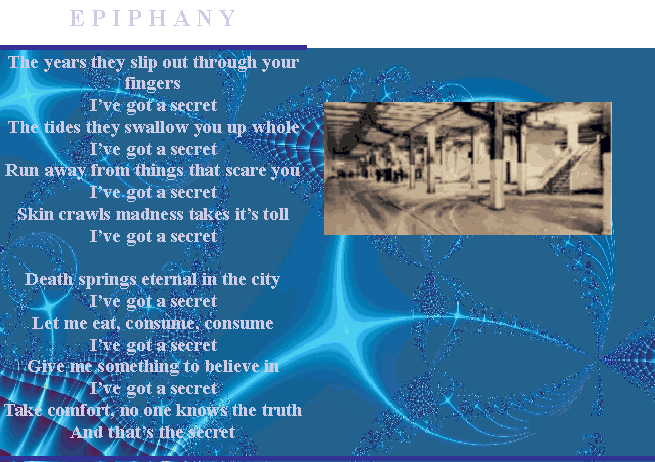 EPIPHANY
The years they slip out through your
fingers
I've got a secret
The tides they swallow you up whole
I've got a secret
Run away from things that scare you
I've got a secret
Skin crawls madness takes it's toll
I've got a secret
Death springs eternal in the city
I've got a secret
Let me eat, consume, consume
I've got a secret
Give me something to believe in
I've got a secret
Take comfort, no one knows the truth
And that's the secret